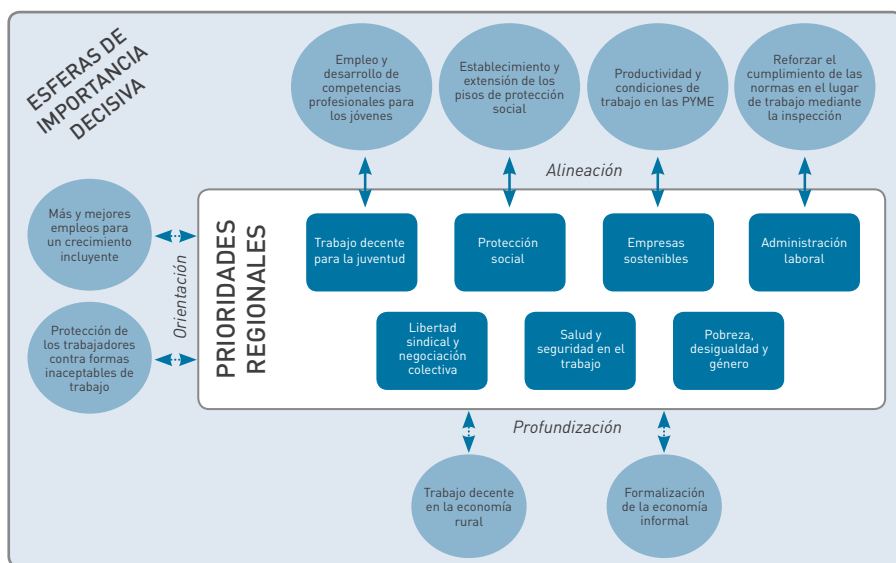 ESFERAS DE
IMPORTANCIA
DECISIVA
Empleo y
desarrollo de
competencias
profesionales para
los jóvenes
Establecimiento y
extensión de los
pisos de protección
social
Productividad y
condiciones de
trabajo en las PYME
Reforzar el
cumplimiento de las
normas en el lugar
de trabajo mediante
la inspección
Alineación
Más y mejores
empleos para
un crecimiento
incluyente
Orientación
Protección de
los trabajadores
contra formas
inaceptables de
trabajo
PRIORIDADES
REGIONALES
Trabajo decente
para la juventud
Protección
social
Empresas
sostenibles
Administración
laboral
Libertad
sindical y
negociación
colectiva
Salud y
seguridad en el
trabajo
Pobreza,
desigualdad y
género
Profundización
Trabajo decente
en la economía
rural
Formalización
de la economía
informal